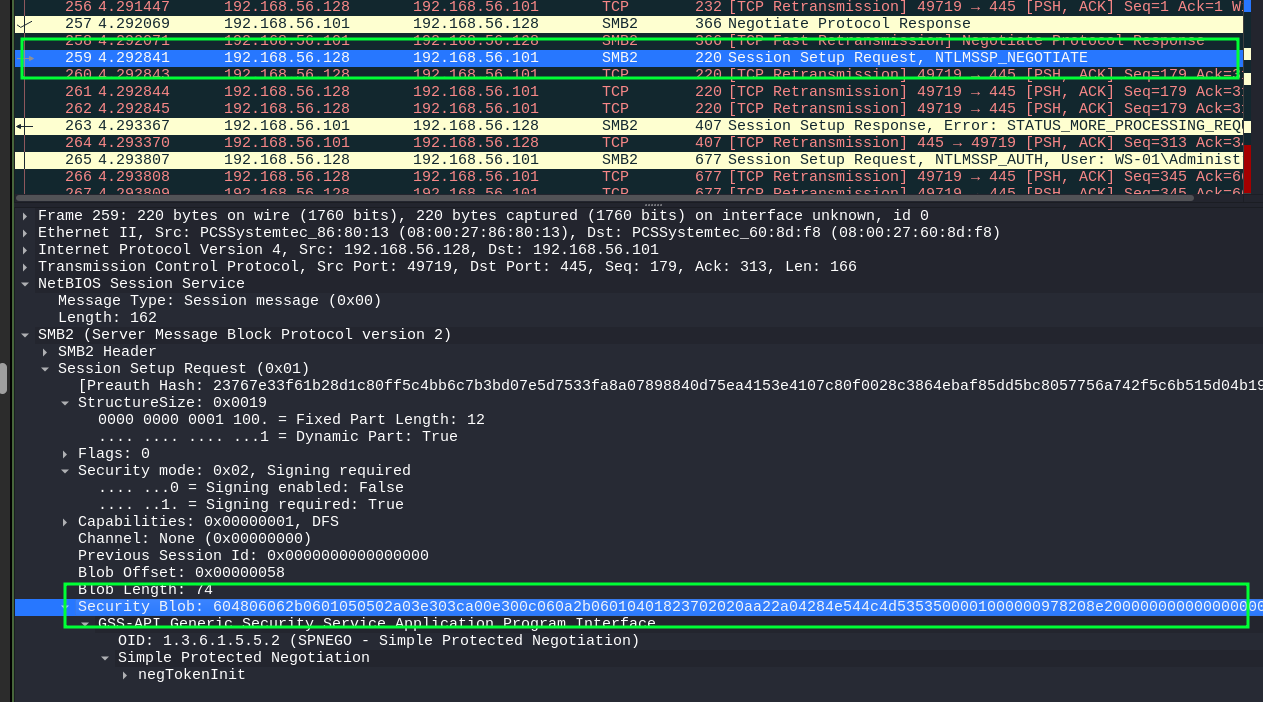 256 4.291447 192.168.56.128 192.168.56.101 TCP 232 [TCP Retransmission] 49719 → 445 [PSH, ACK] Seq=1 Ack=1 W
257 4.292069 192.168.56.101 192.168.56.128 SMB2 366 Negotiate Protocol Response
258 4.292071 192.168.56.101 192.168.56.128 SMB2 366 [TCP Fast Retransmission] Negotiate Protocol Response
259 4.292841 192.168.56.128 192.168.56.101 SMB2 220 Session Setup Request, NTLMSSP_NEGOTIATE
260 4.292843 192.168.56.128 192.168.56.101 TCP 220 [TCP Retransmission] 49719 → 445 [PSH, ACK] Seq=179 Ack=3
261 4.292844 192.168.56.128 192.168.56.101 TCP 220 [TCP Retransmission] 49719 → 445 [PSH, ACK] Seq=179 Ack=3
262 4.292845 192.168.56.128 192.168.56.101 TCP 220 [TCP Retransmission] 49719 → 445 [PSH, ACK] Seq=179 Ack=3
263 4.293367 192.168.56.101 192.168.56.128 SMB2 407 Session Setup Response, Error: STATUS_MORE_PROCESSING_REQ
264 4.293370 192.168.56.101 192.168.56.128 TCP 407 [TCP Retransmission] 445 → 49719 [PSH, ACK] Seq=313 Ack=3
265 4.293807 192.168.56.128 192.168.56.101 SMB2 677 Session Setup Request, NTLMSSP_AUTH, User: WS-01\Administ
266 4.293808 192.168.56.128 192.168.56.101 TCP 677 [TCP Retransmission] 49719 → 445 [PSH, ACK] Seq=345 Ack=6
267 4.293809 192.168.56.128 192.168.56.101 TCP 677 [TCP Retransmission] 49719 → 445 [PSH, ACK] Seq=345 Ack=6
Frame 259: 220 bytes on wire (1760 bits), 220 bytes captured (1760 bits) on interface unknown, id 0
Ethernet II, Src: PCSSystemtec_86:80:13 (08:00:27:86:80:13), Dst: PCSSystemtec_60:8d:f8 (08:00:27:60:8d:f8)
Internet Protocol Version 4, Src: 192.168.56.128, Dst: 192.168.56.101
Transmission Control Protocol, Src Port: 49719, Dst Port: 445, Seq: 179, Ack: 313, Len: 166
NetBIOS Session Service
Message Type: Session message (0x00)
Length: 162
SMB2 (Server Message Block Protocol version 2)
SMB2 Header
Session Setup Request (0x01)
[Preauth Hash: 23767e33f61b28d1c80ff5c4bb6c7b3bd07e5d7533fa8a07898840d75ea4153e4107c80f0028c3864ebaf85dd5bc8057756a742f5c6b515d04b19
StructureSize: 0x0019
0000 0000 0001 100. = Fixed Part Length: 12
.... .... .... ...1 = Dynamic Part: True
Flags: 0
Security mode: 0x02, Signing required
.... ...0 = Signing enabled: False
.... ..1. = Signing required: True
Capabilities: 0x00000001, DFS
Channel: None (0x00000000)
Previous Session Id: 0x0000000000000000
Blob Offset: 0x00000058
Blob Length: 74
Security Blob: 604806062b0601050502a03e303ca00e300c060a2b06010401823702020aa22a04284e544c4d5353500001000000978208e2000000000000000000
GSS-API Generic Security Service Application Program Interface
OID: 1.3.6.1.5.5.2 (SPNEGO - Simple Protected Negotiation)
Simple Protected Negotiation
negTokenInit